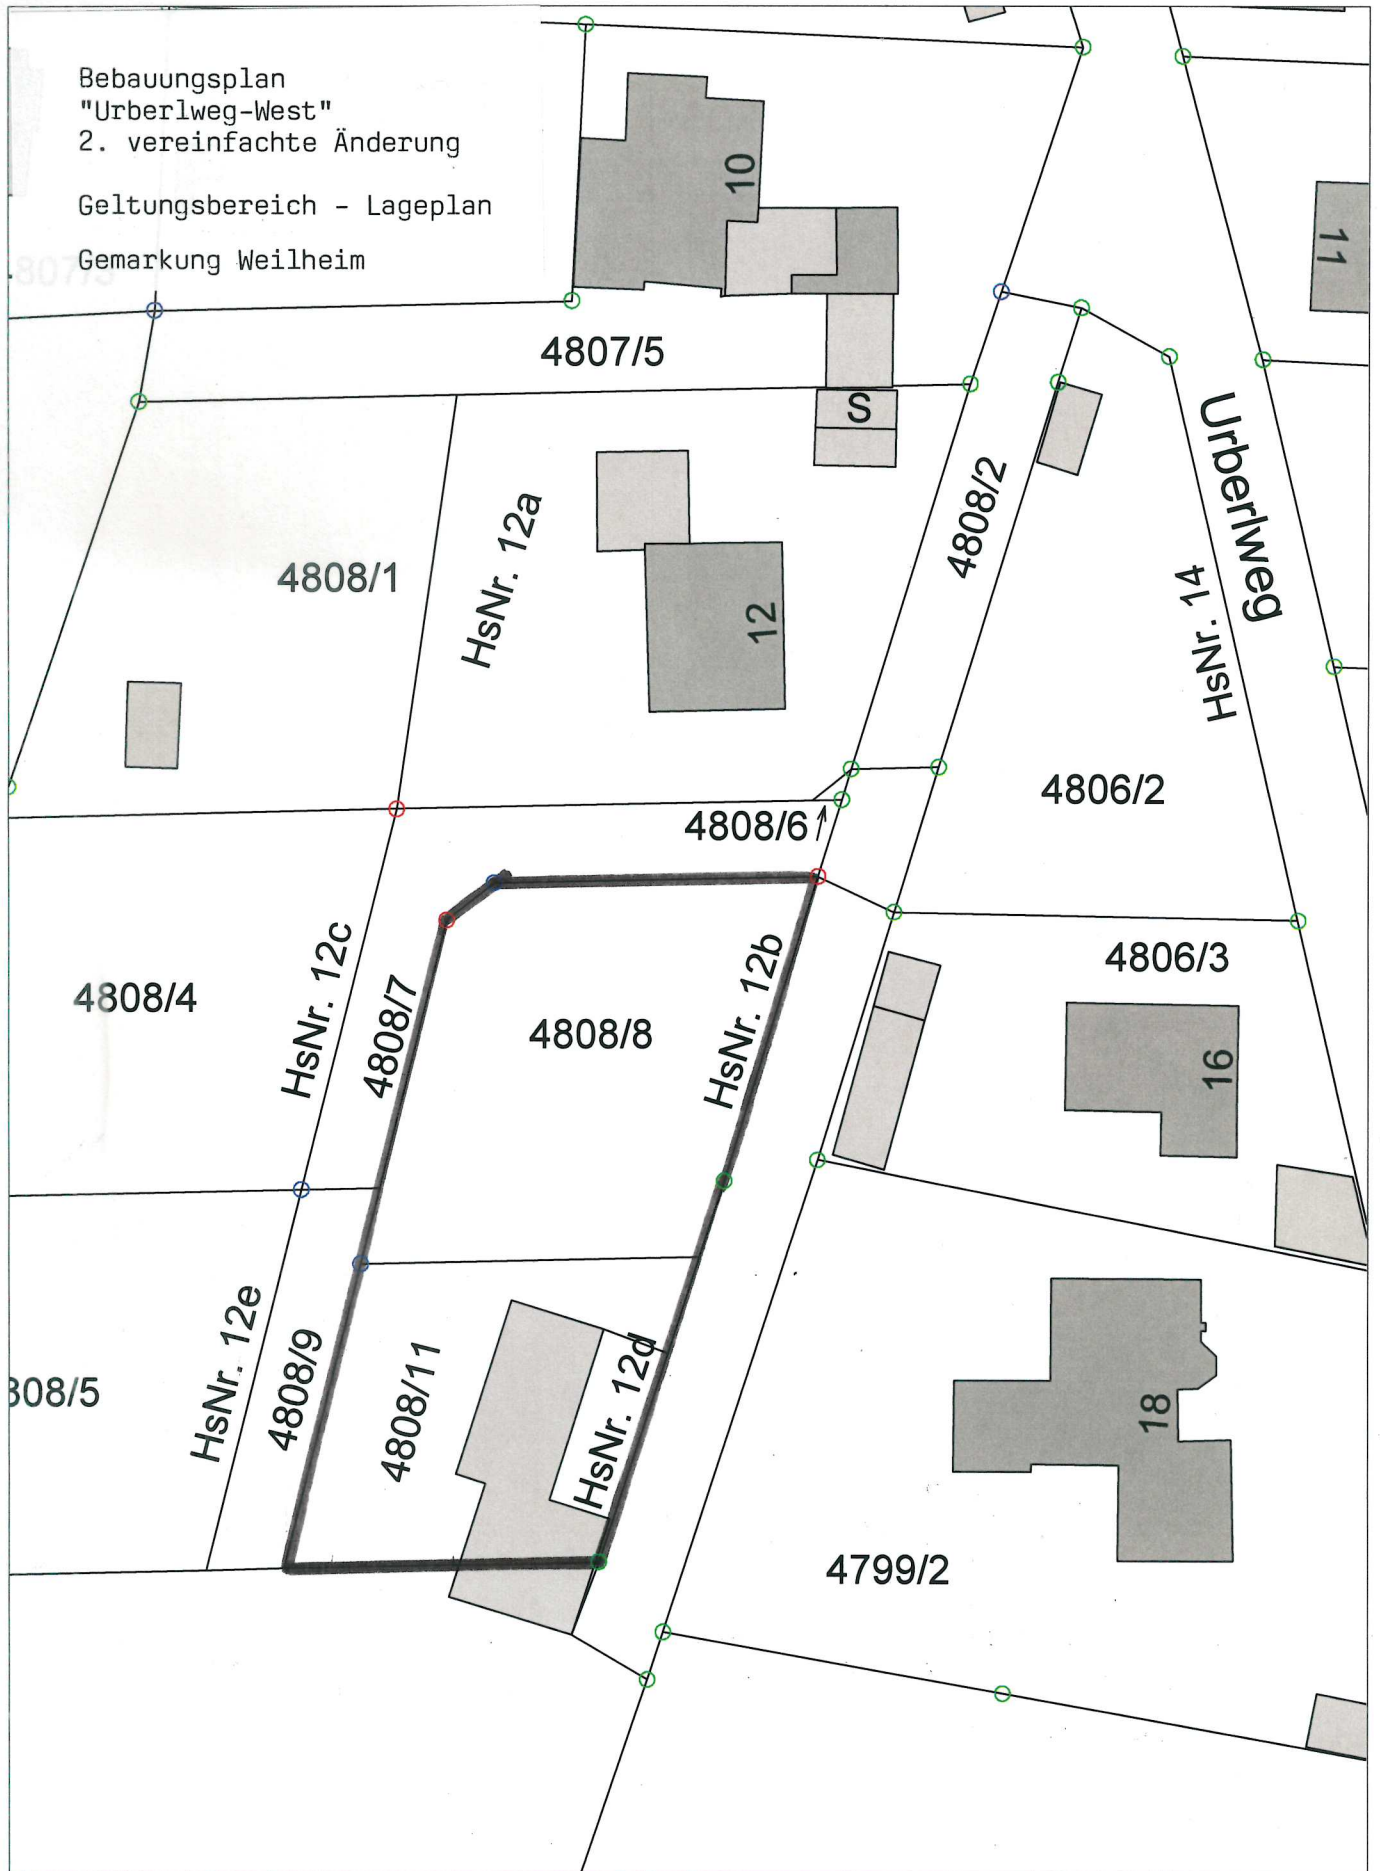 Bebauungsplan
"Urberlweg-West"
2. vereinfachte Änderung
Geltungsbereich - Lageplan
Gemarkung Weilheim
10
11
4807/5
S
4808/2
Urberlweg
HsNr. 12a
4808/1
12
HsNr. 14
4806/2
4808/6
4806/3
HsNr. 12c
4808/4
4808/7
4808/8
HsNr. 12b
16
HsNr. 12e
4808/9
4808/11
HsNr. 12d
808/5
18
4799/2